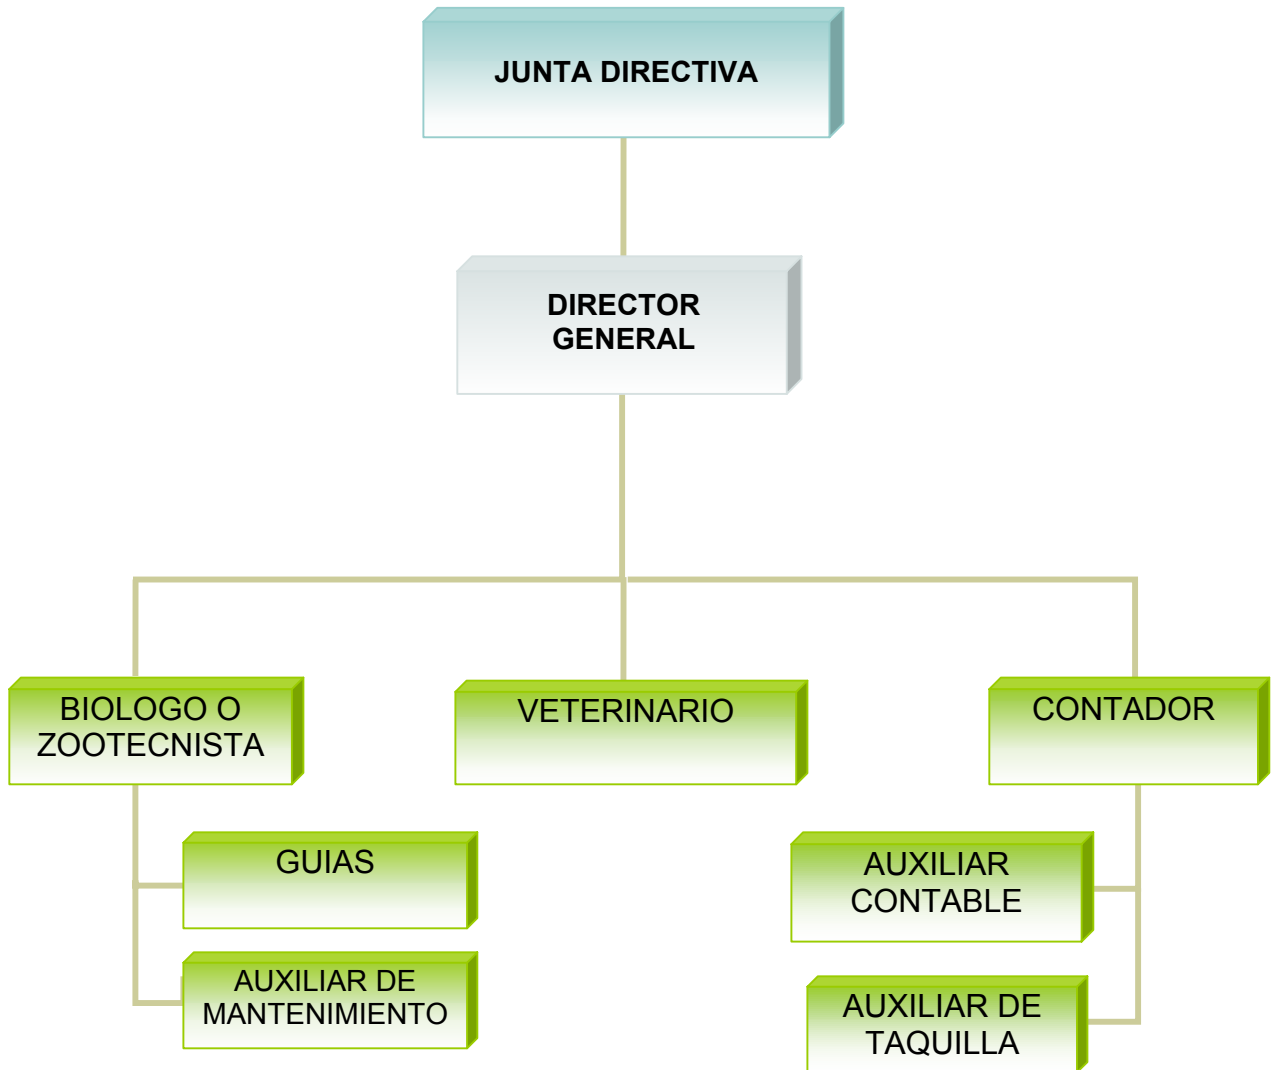 JUNTA DIRECTIVA
DIRECTOR
GENERAL
BIOLOGO O
ZOOTECNISTA
VETERINARIO
CONTADOR
GUIAS
AUXILIAR DE
MANTENIMIENTO
AUXILIAR
CONTABLE
AUXILIAR DE
TAQUILLA